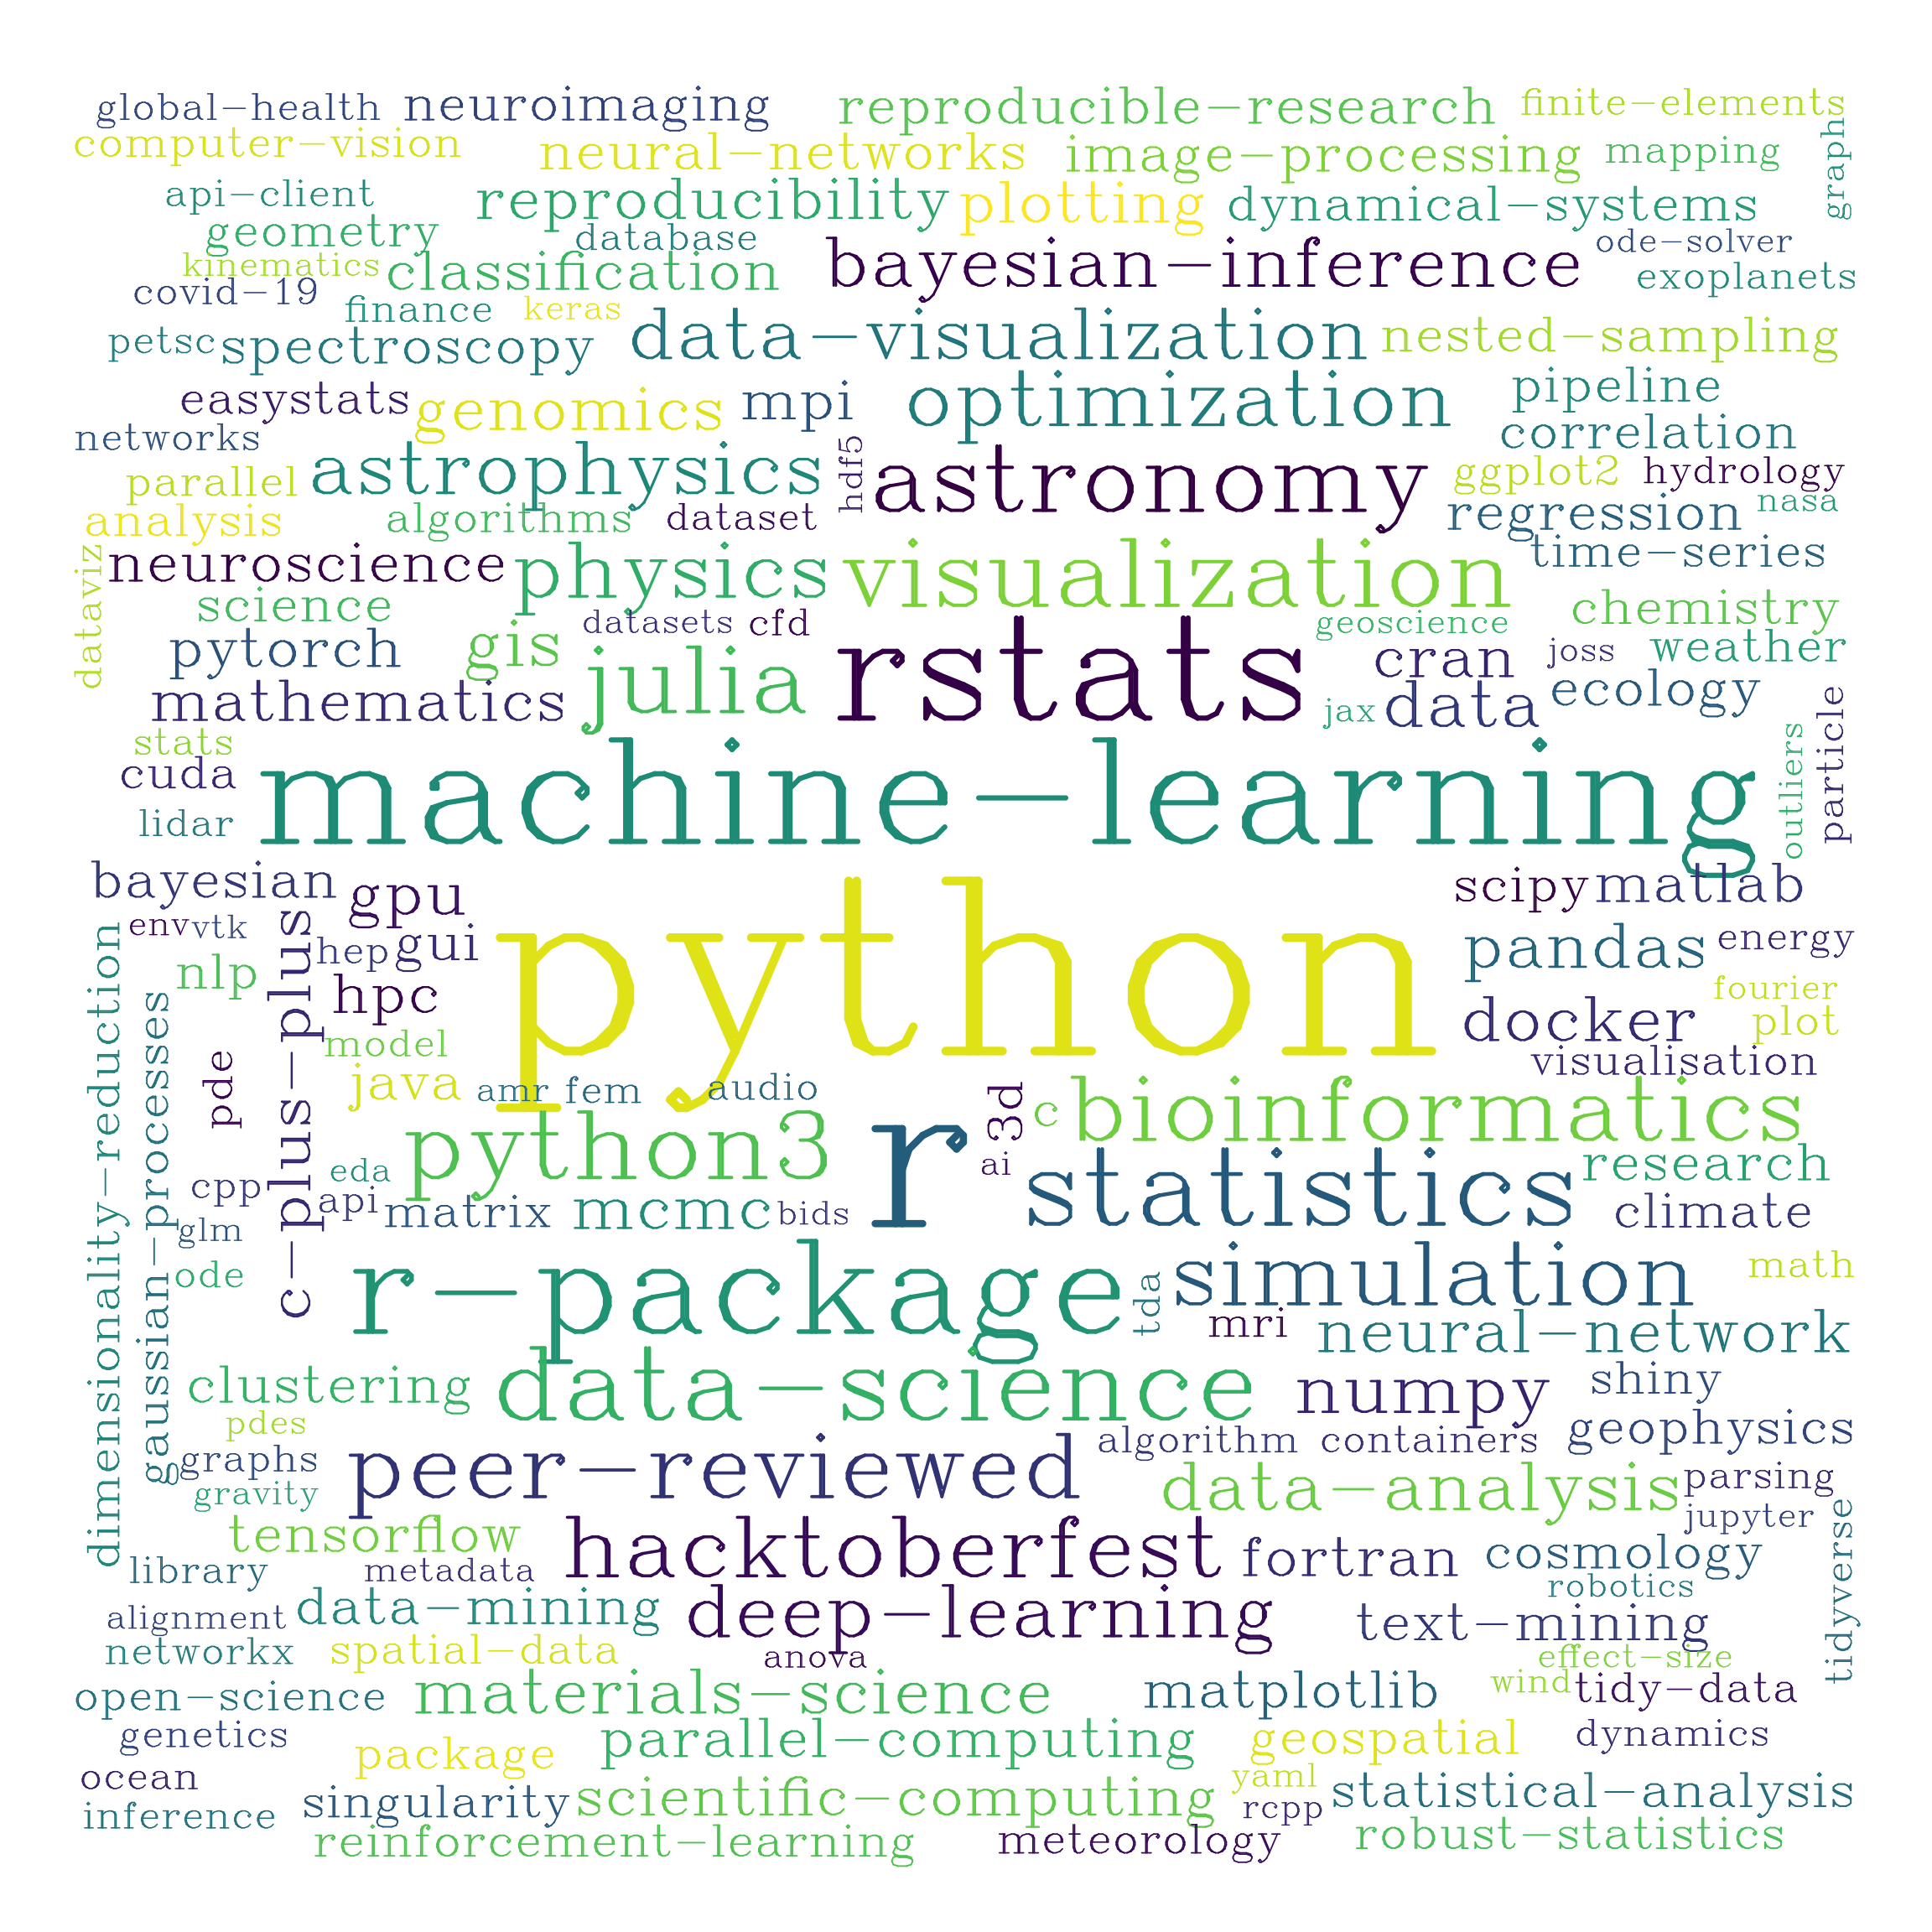 global-health neuroimaging reproducible-research finite-elements
computer-vision neural-networks image-processing mapping graph
api-client reproducibility plotting dynamical-systems
geometry database bayesian-inference ode-solver
kinematics classification exoplanets
covid-19 finance keras data-visualization nested-sampling
petsc spectroscopy
easystats genomics mpi optimization pipeline
networks astrophysics hdf5 astronomy correlation
parallel ggplot2 hydrology
analysis algorithms dataset regression nasa
dataviz neuroscience physics visualization time-series
science datasets cfd geoscience chemistry
pytorch gis julia rstats cran joss weather
mathematics jax data ecology
stats machine-learning outliers particle
cuda
lidar
bayesian gpu scipy matlab
env vtk hep gui python pandas energy
dimensionality-reduction gaussian-processes nlp c-plus-plus hpc docker fourier
model plot
pde java amr fem audio visualisation
python3 r 3d c bioinformatics
eda ai statistics research
cpp api matrix mcmc bids climate
glm
ode r-package tda simulation math
mri neural-network
clustering data-science numpy shiny
pdes geophysics
graphs peer-reviewed algorithm containers
gravity data-analysis parsing
tensorflow hacktoberfest fortran jupyter tidyverse
library metadata cosmology
robotics
alignment data-mining deep-learning text-mining
networkx spatial-data anova effect-size
open-science materials-science matplotlib wind tidy-data
genetics package parallel-computing geospatial dynamics
ocean singularity scientific-computing yaml statistical-analysis
inference rcpp
reinforcement-learning meteorology robust-statistics